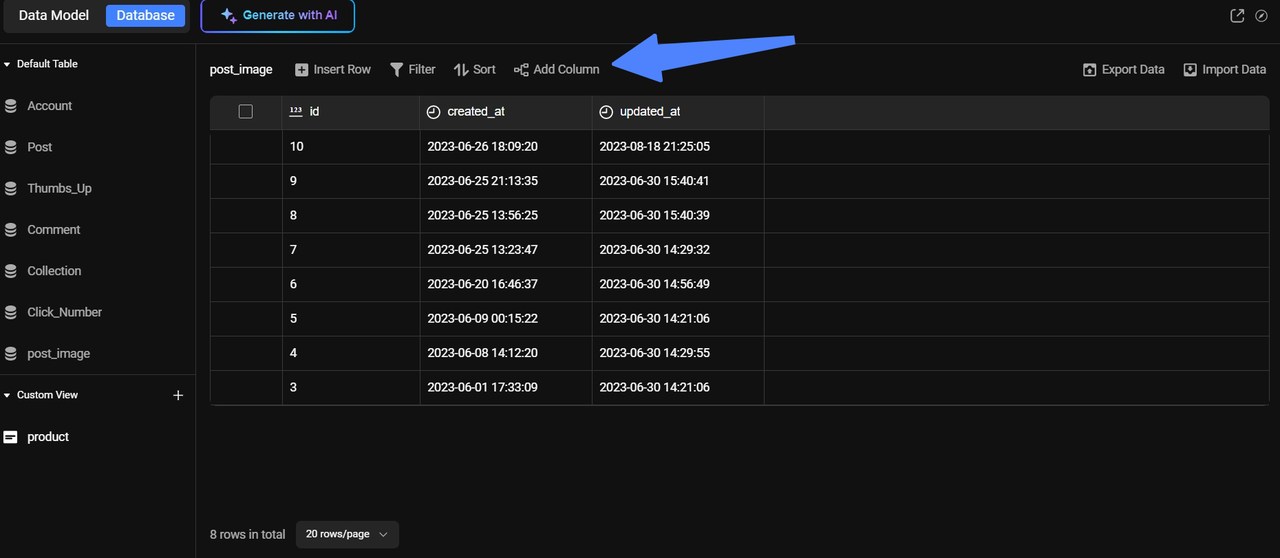 Data Model Database Generate with AI
Default Table
Account
Post
Thumbs_Up
Comment
Collection
Click_Number
post_image
Custom View +
product
post_image Insert Row Filter Sort Add Column Export Data Import Data
123 id created_at updated_at
10 2023-06-26 18:09:20 2023-08-18 21:25:05
9 2023-06-25 21:13:35 2023-06-30 15:40:41
8 2023-06-25 13:56:25 2023-06-30 15:40:39
7 2023-06-25 13:23:47 2023-06-30 14:29:32
6 2023-06-20 16:46:37 2023-06-30 14:56:49
5 2023-06-09 00:15:22 2023-06-30 14:21:06
4 2023-06-08 14:12:20 2023-06-30 14:29:55
3 2023-06-01 17:33:09 2023-06-30 14:21:06
8 rows in total 20 rows/page